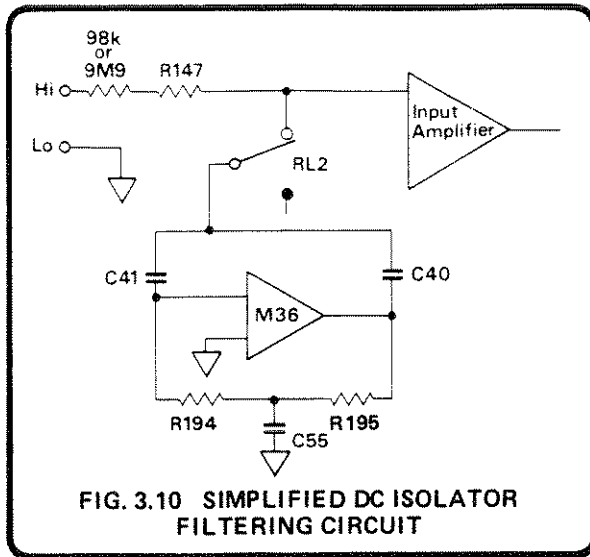 98k
or
9M9
R147
Hi
Lo
Input
Amplifier
RL2
C41
C40
M36
R194
R195
C55
FIG. 3.10 SIMPLIFIED DC ISOLATOR
FILTERING CIRCUIT